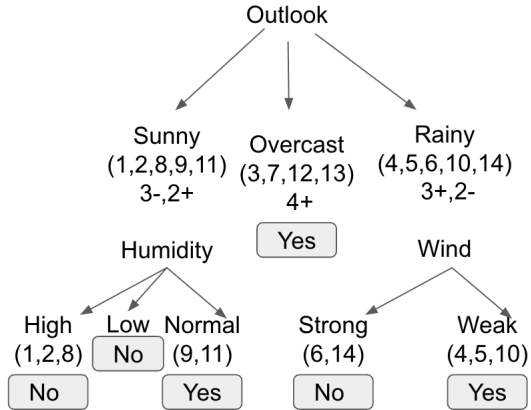 Outlook
Sunny
(1,2,8,9,11)
3-,2+
Overcast
(3,7,12,13)
4+
Yes
Rainy
(4,5,6,10,14)
3+,2-
Humidity
Wind
High
(1,2,8)
No
Low
No
Normal
(9,11)
Yes
Strong
(6,14)
No
Weak
(4,5,10)
Yes